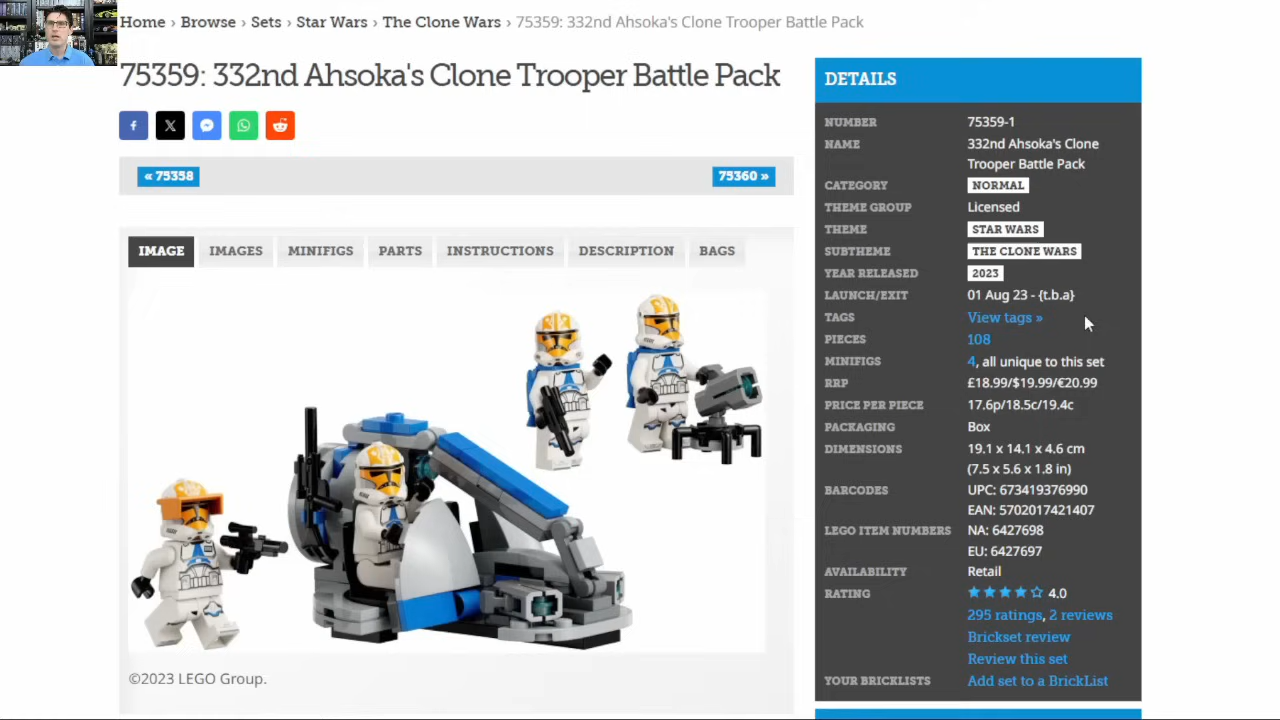 Home › Browse › Sets › Star Wars › The Clone Wars › 75359: 332nd Ahsoka's Clone Trooper Battle Pack
75359: 332nd Ahsoka's Clone Trooper Battle Pack
« 75358
75360 »
IMAGE
IMAGES
MINIFIGS
PARTS
INSTRUCTIONS
DESCRIPTION
BAGS
©2023 LEGO Group.
DETAILS
NUMBER 75359-1
NAME 332nd Ahsoka's Clone
Trooper Battle Pack
CATEGORY NORMAL
THEME GROUP Licensed
THEME STAR WARS
SUBTHEME THE CLONE WARS
YEAR RELEASED 2023
LAUNCH/EXIT 01 Aug 23 - {t.b.a}
TAGS View tags »
PIECES 108
MINIFIGS 4, all unique to this set
RRP £18.99/$19.99/€20.99
PRICE PER PIECE 17.6p/18.5c/19.4c
PACKAGING Box
DIMENSIONS 19.1 x 14.1 x 4.6 cm
(7.5 x 5.6 x 1.8 in)
BARCODES UPC: 673419376990
EAN: 5702017421407
LEGO ITEM NUMBERS NA: 6427698
EU: 6427697
AVAILABILITY Retail
RATING ★★★★☆ 4.0
295 ratings, 2 reviews
Brickset review
Review this set
YOUR BRICKLISTS Add set to a BrickList